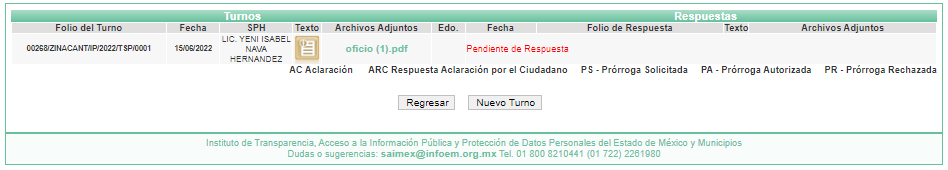 Turnos Respuestas
Folio del Turno Fecha SPH Texto Archivos Adjuntos Edo. Fecha Folio de Respuesta Texto Archivos Adjuntos
00268/ZINACANT/IP/2022/TSP/0001 15/06/2022 LIC. YENI ISABEL NAVA HERNANDEZ oficio (1).pdf Pendiente de Respuesta
AC Aclaración ARC Respuesta Aclaración por el Ciudadano PS - Prórroga Solicitada PA - Prórroga Autorizada PR - Prórroga Rechazada
Regresar Nuevo Turno
Instituto de Transparencia, Acceso a la Información Pública y Protección de Datos Personales del Estado de México y Municipios
Dudas o sugerencias: saimex@infoem.org.mx Tel. 01 800 8210441 (01 722) 2261980